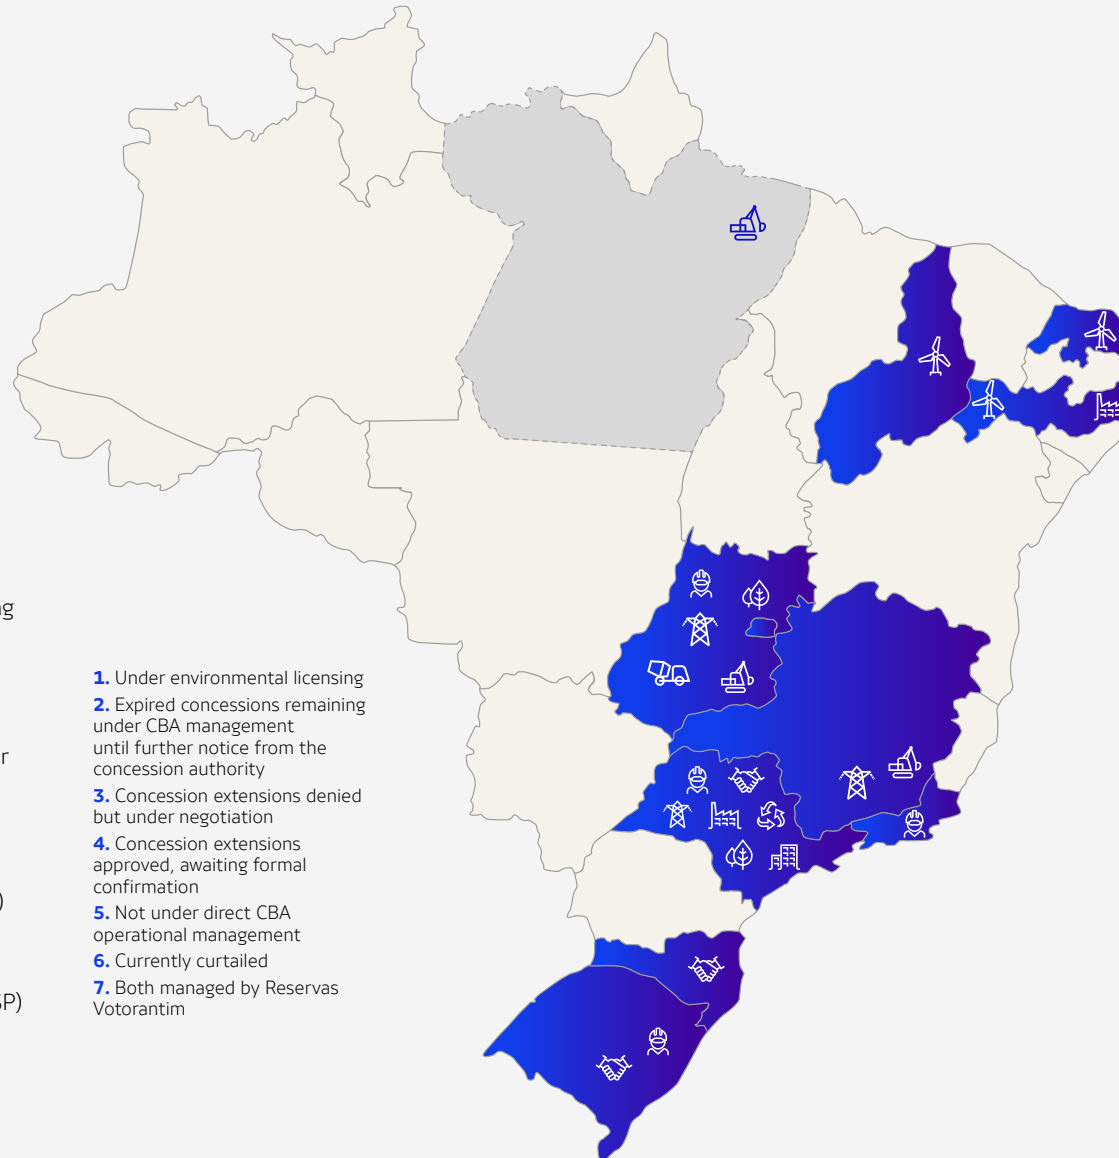 1. Under environmental licensing
2. Expired concessions remaining
under CBA management
until further notice from the
concession authority
3. Concession extensions denied
but under negotiation
4. Concession extensions
approved, awaiting formal
confirmation
5. Not under direct CBA
operational management
6. Currently curtailed
7. Both managed by Reservas
Votorantim